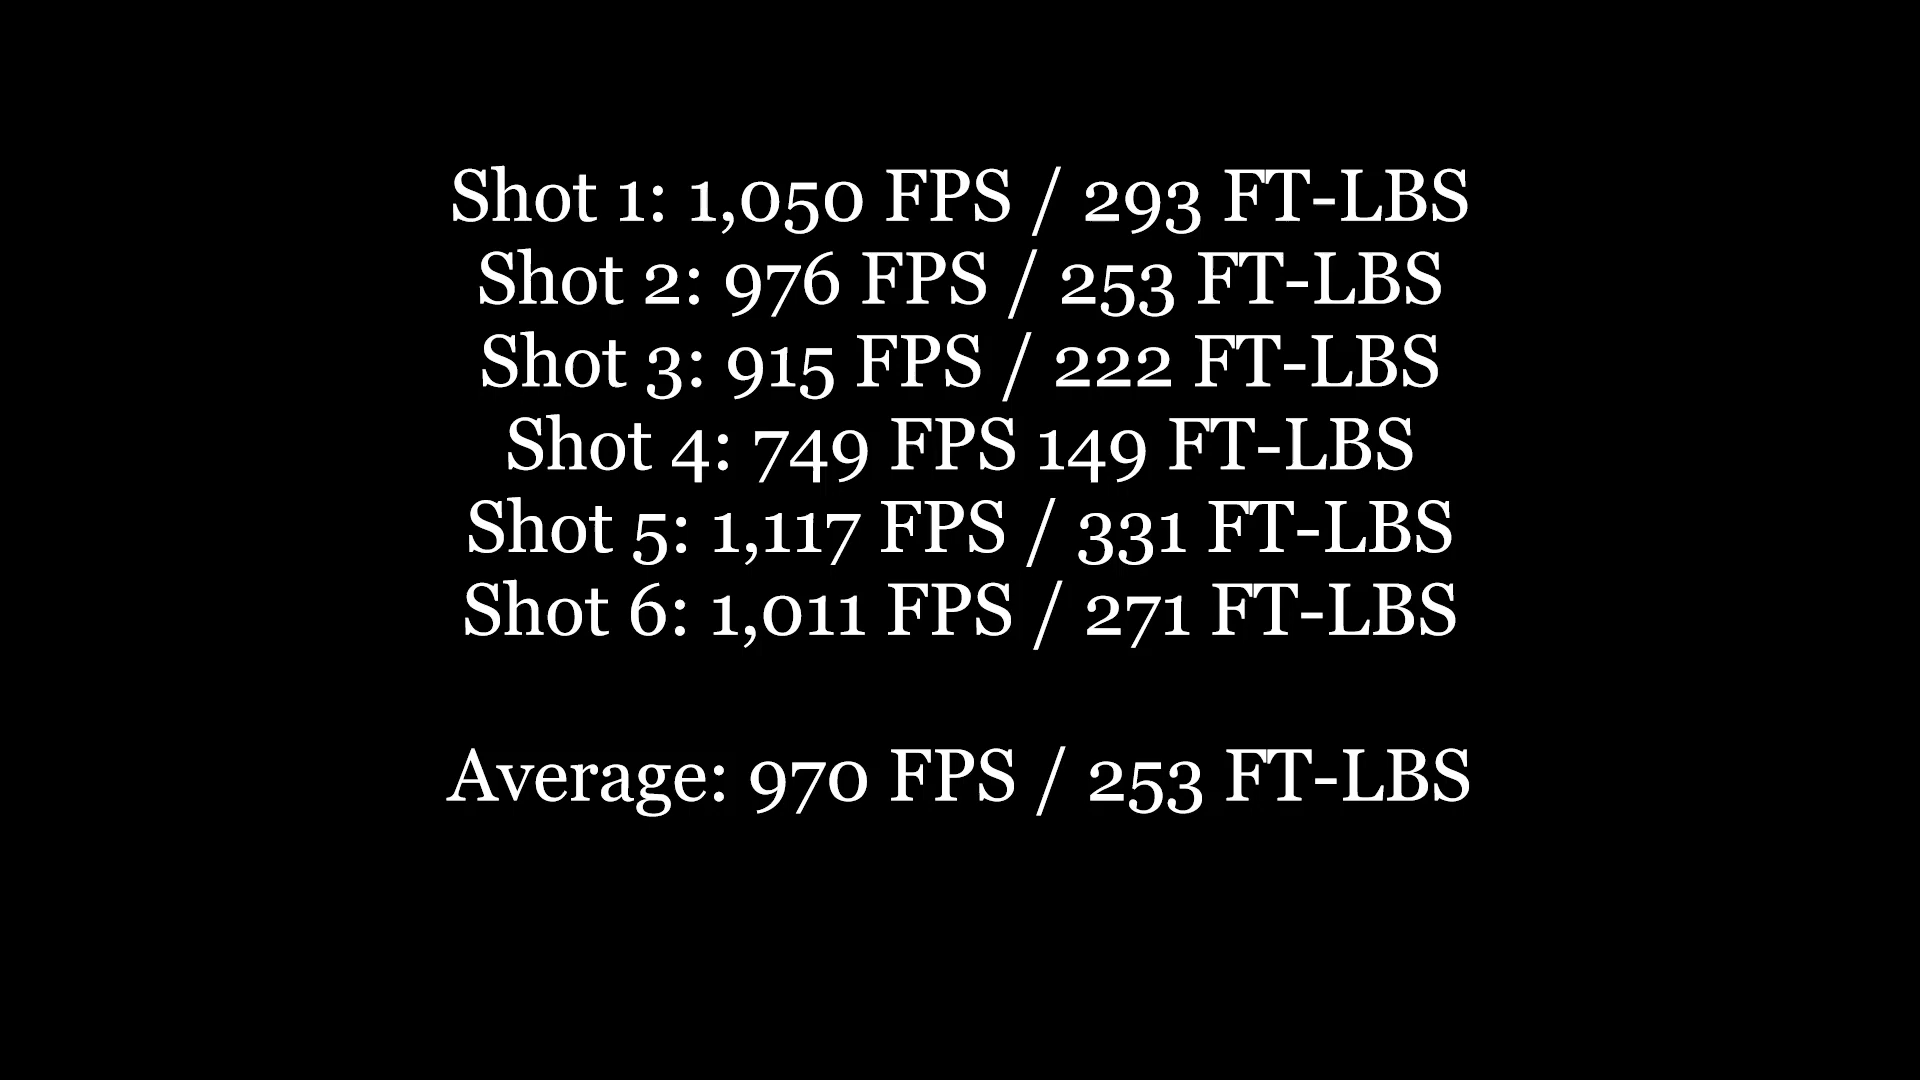 Shot 1: 1,050 FPS / 293 FT-LBS
Shot 2: 976 FPS / 253 FT-LBS
Shot 3: 915 FPS / 222 FT-LBS
Shot 4: 749 FPS 149 FT-LBS
Shot 5: 1,117 FPS / 331 FT-LBS
Shot 6: 1,011 FPS / 271 FT-LBS
Average: 970 FPS / 253 FT-LBS